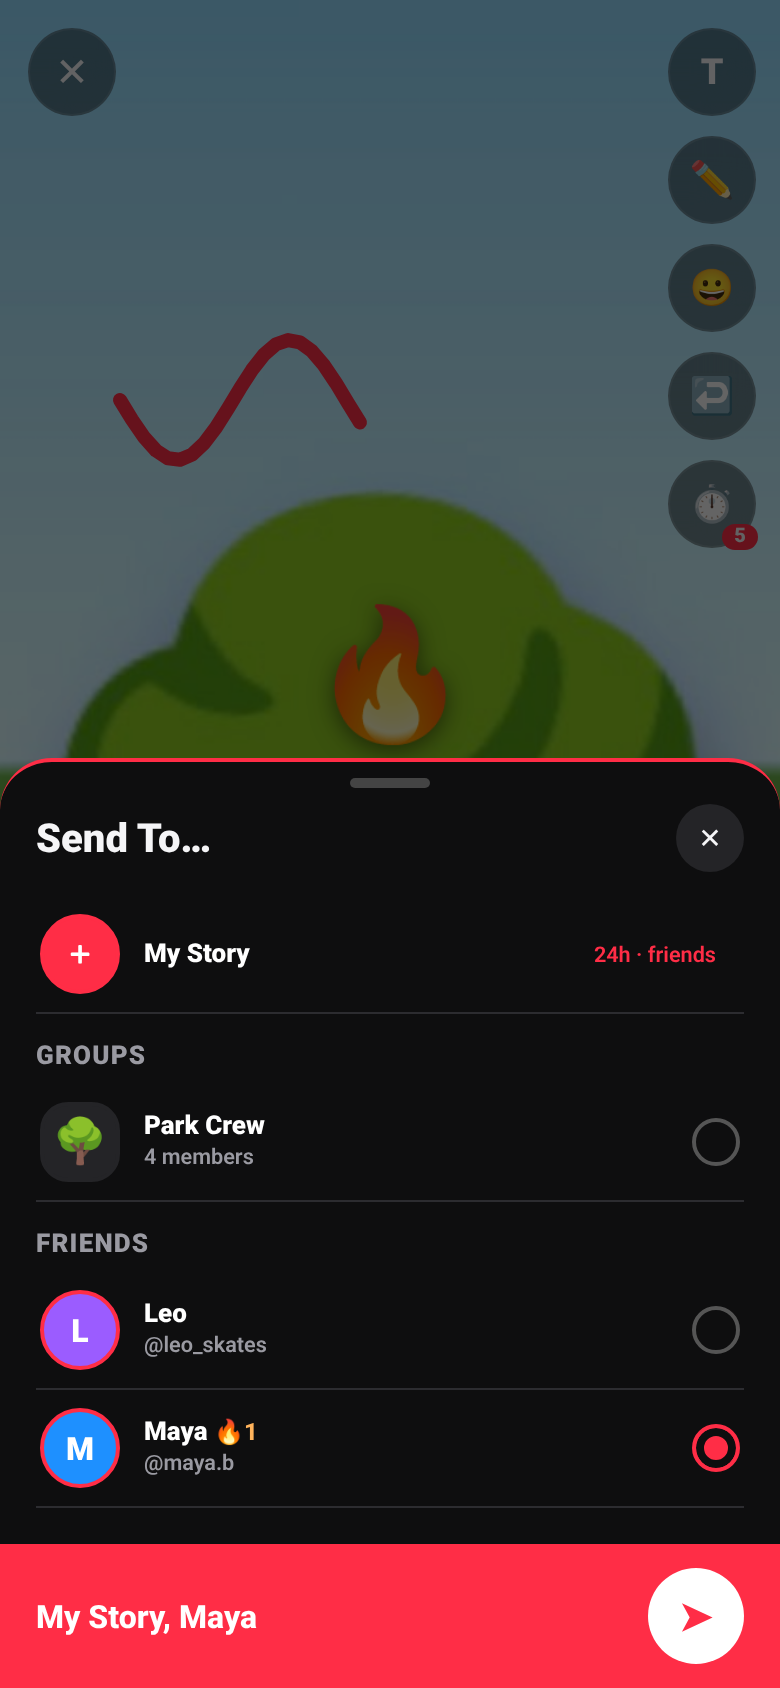 T
5
Send To...
My Story
24h · friends
GROUPS
Park Crew
4 members
FRIENDS
L
Leo
@leo_skates
M
Maya 🔥1
@maya.b
My Story, Maya